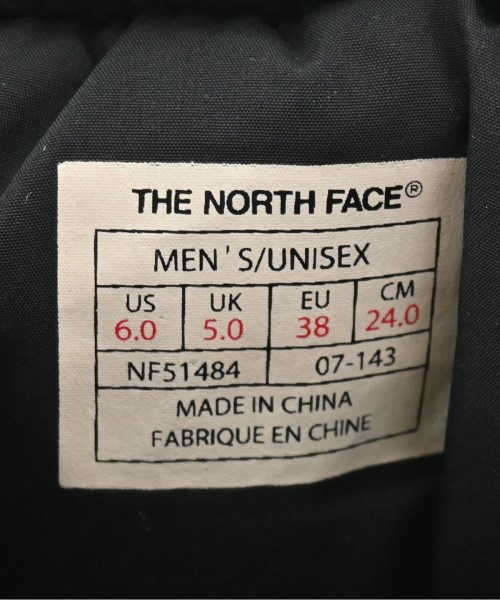 THE NORTH FACE®
MEN'S/UNISEX
US UK EU CM
6.0 5.0 38 24.0
NF51484 07-143
MADE IN CHINA
FABRIQUE EN CHINE